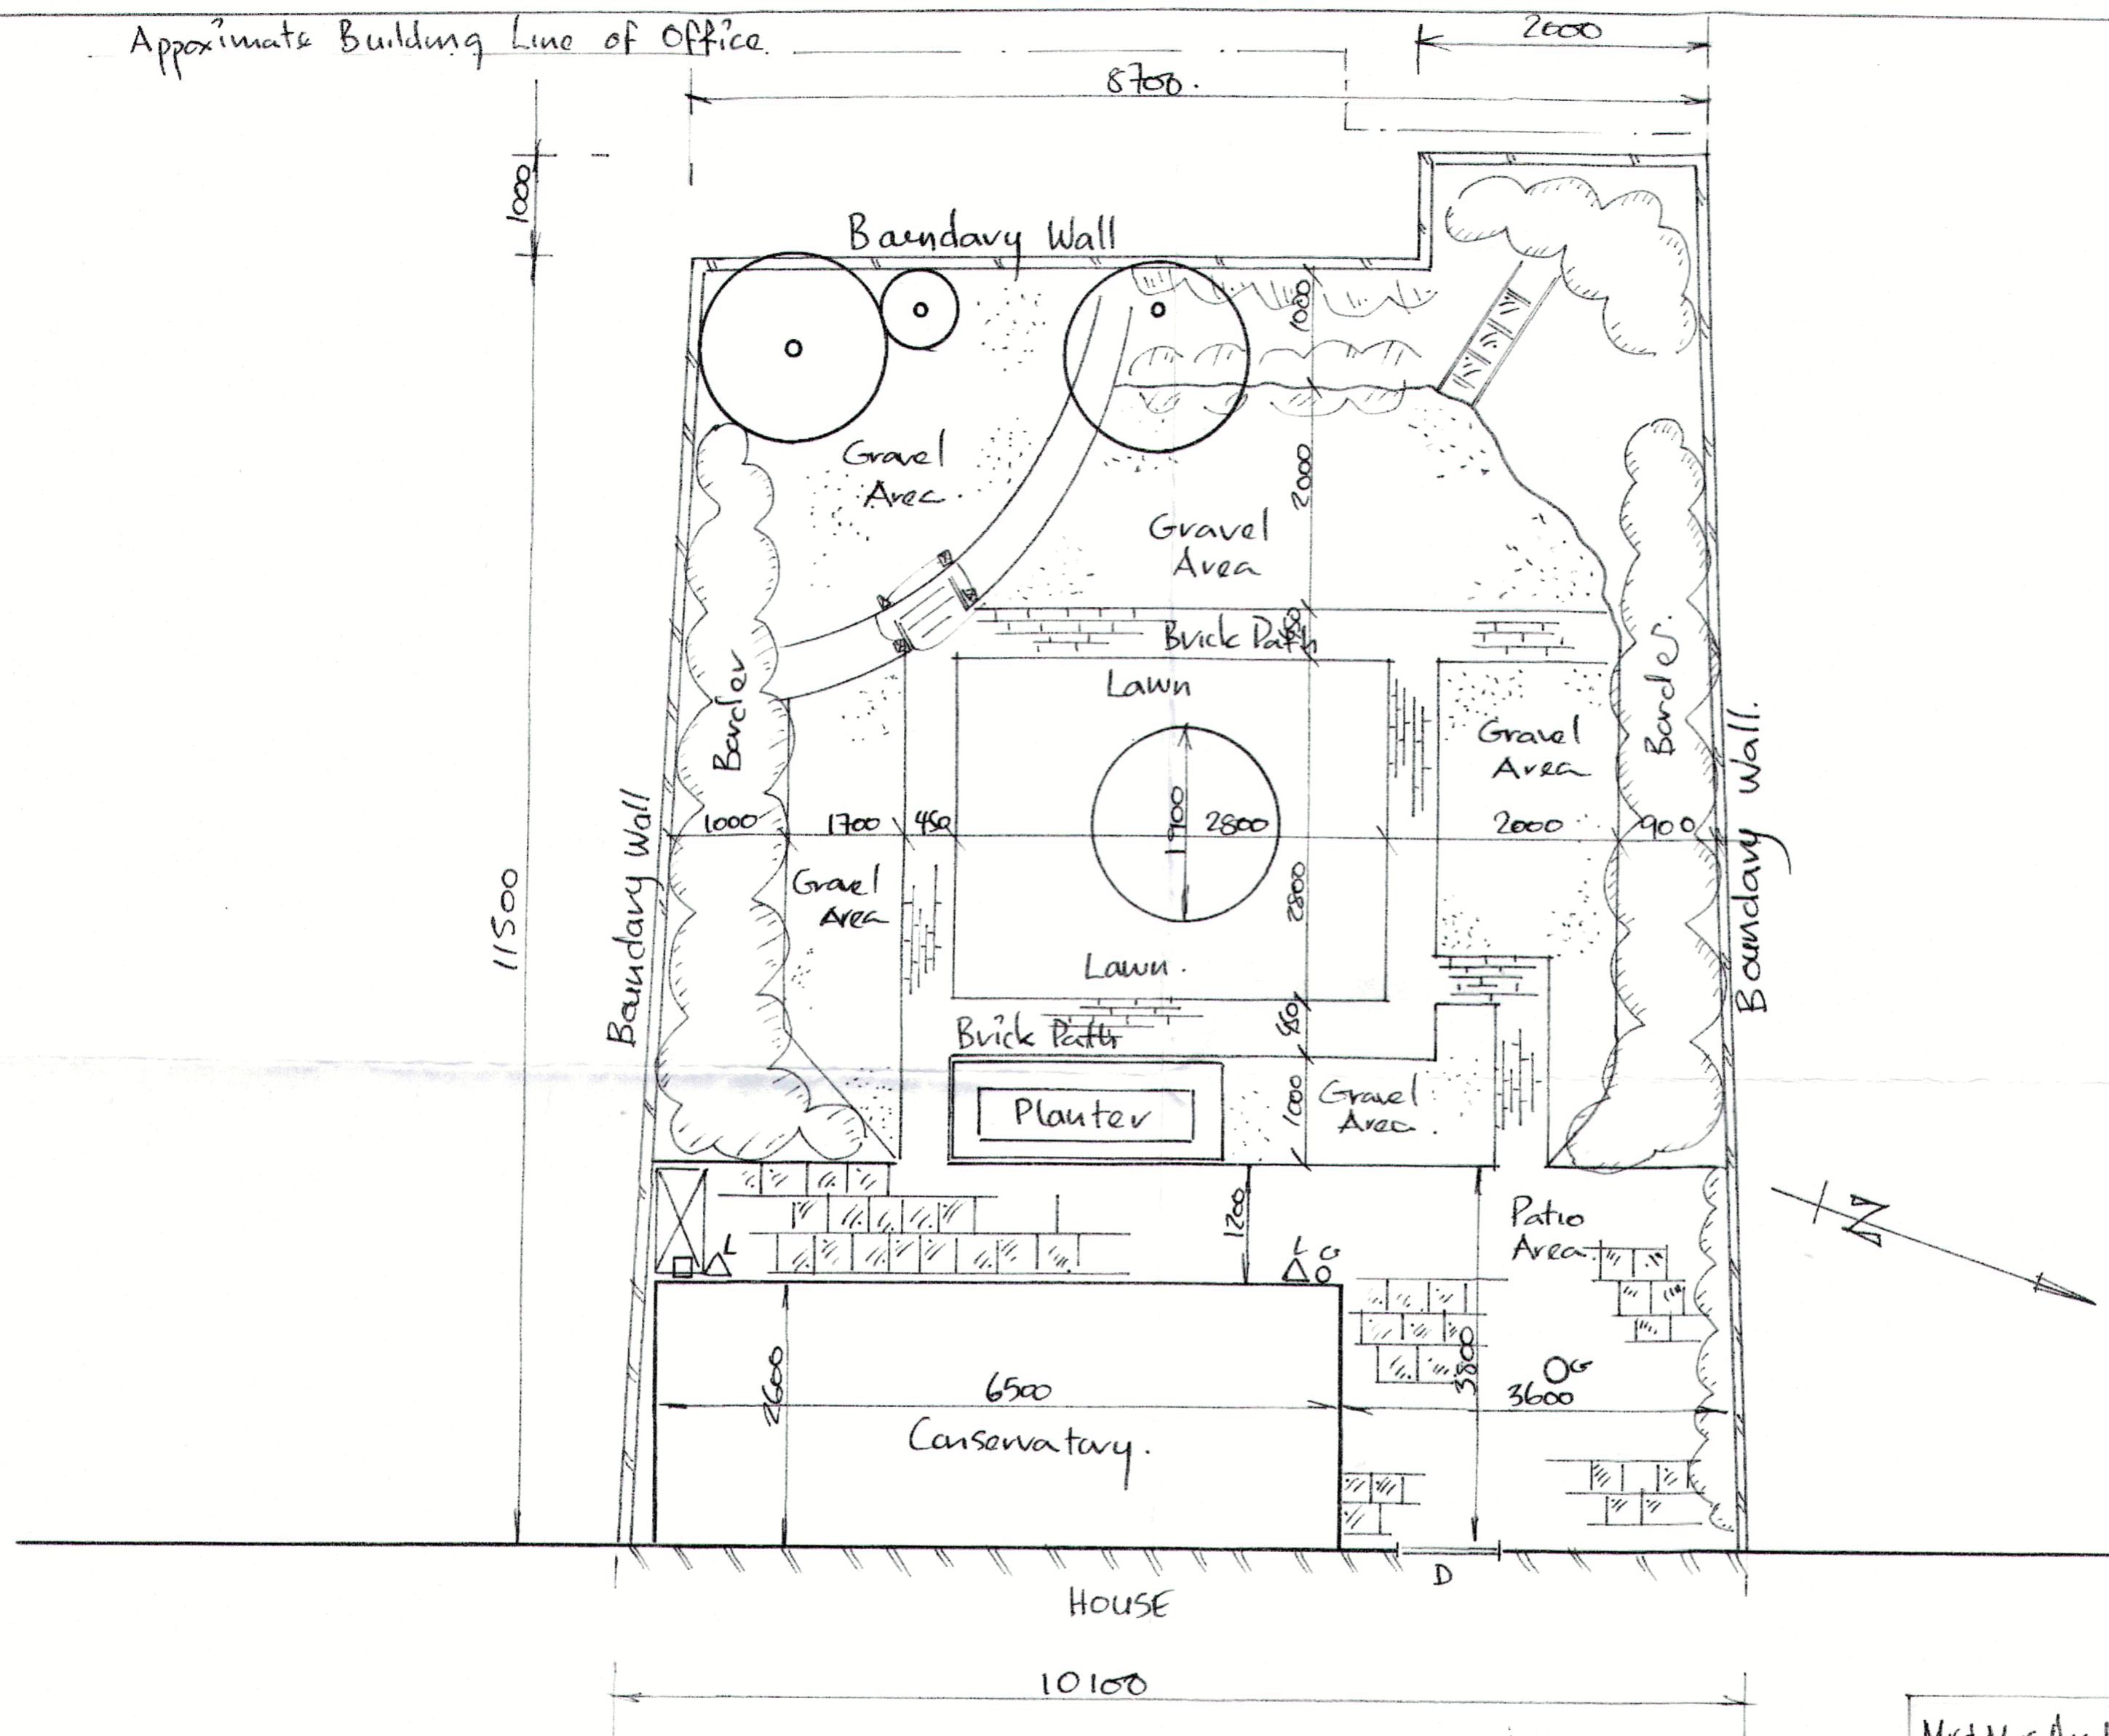 Appoximate Building Line of Office.
2000
8700.
1000
Boundary Wall
1000
Gravel
Area.
2000
Gravel
Area
450
Brick Path
Lawn
Border
Border
Gravel
Area
1000
1700
450
1900
2800
2000
900
Gravel
Area
2800
11500
Boundary Wall
Boundary Wall.
Lawn.
450
Brick Path
Planter
1000
Gravel
Area.
N
1200
Patio
Area.
L
L G
2600
6500
3800
G
3600
Conservatory.
D
HOUSE
10100